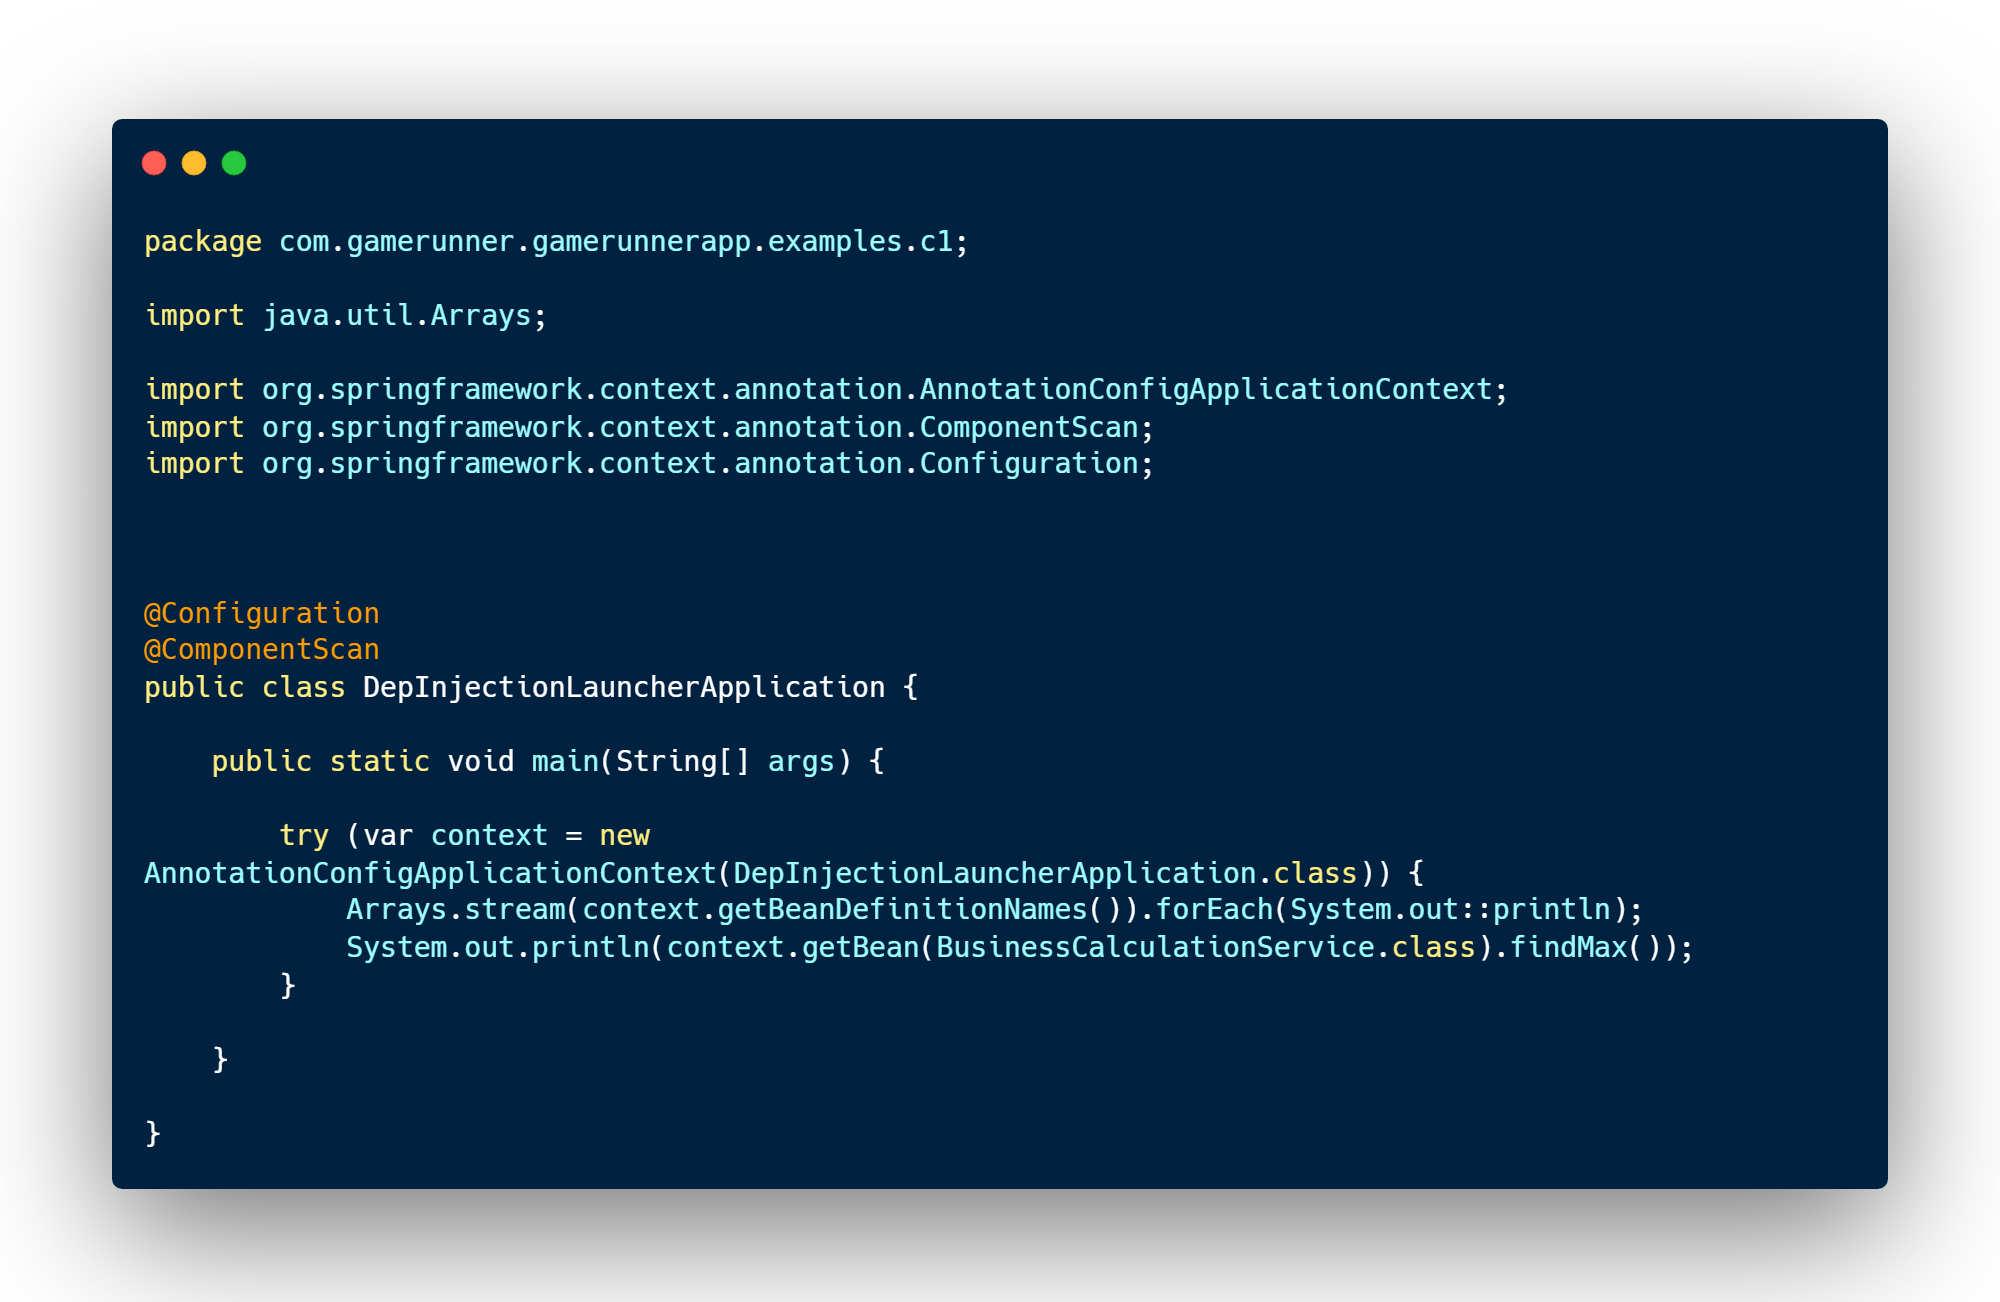 package com.gamerunner.gamerunnerapp.examples.c1;
import java.util.Arrays;
import org.springframework.context.annotation.AnnotationConfigApplicationContext;
import org.springframework.context.annotation.ComponentScan;
import org.springframework.context.annotation.Configuration;
@Configuration
@ComponentScan
public class DepInjectionLauncherApplication {
    public static void main(String[] args) {
        try (var context = new
AnnotationConfigApplicationContext(DepInjectionLauncherApplication.class)) {
            Arrays.stream(context.getBeanDefinitionNames()).forEach(System.out::println);
            System.out.println(context.getBean(BusinessCalculationService.class).findMax());
        }
    }
}